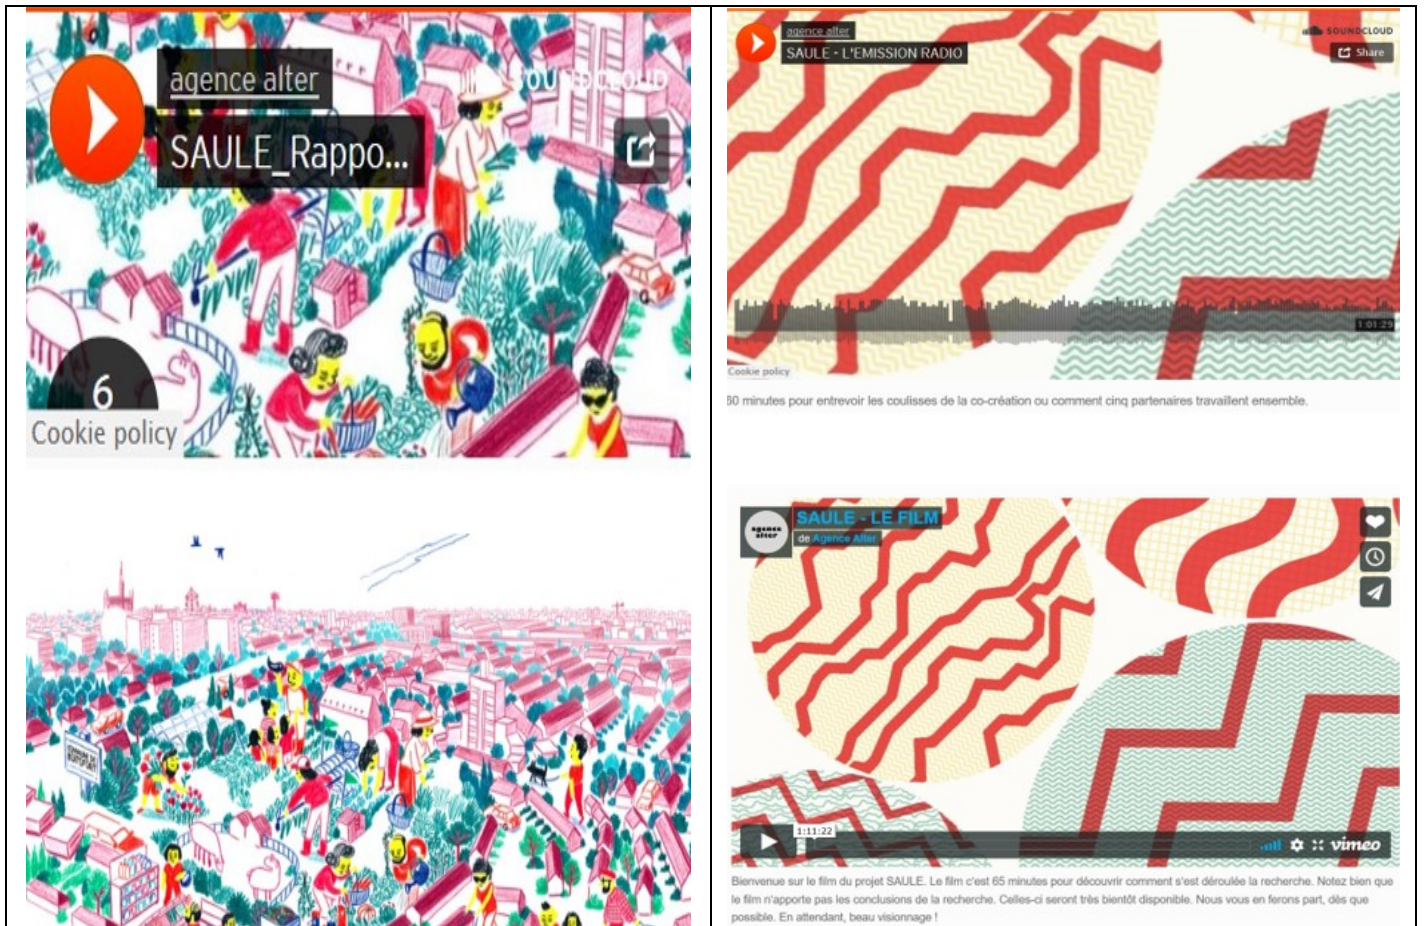 agence alter
SOUNDCLOUD
SAULE_Rappo...
6
Cookie policy
COMMUNE DE
agence alter
SOUNDCLOUD
SAULE - L'EMISSION RADIO
Share
1:01:29
Cookie policy
60 minutes pour entrevoir les coulisses de la co-création ou comment cinq partenaires travaillent ensemble.
agence
alter
SAULE - LE FILM
de Agence Alter
1:11:22
vimeo
Bienvenue sur le film du projet SAULE. Le film c'est 65 minutes pour découvrir comment s'est déroulée la recherche. Notez bien que
le film n'apporte pas les conclusions de la recherche. Celles-ci seront très bientôt disponible. Nous vous en ferons part, dès que
possible. En attendant, beau visionnage !